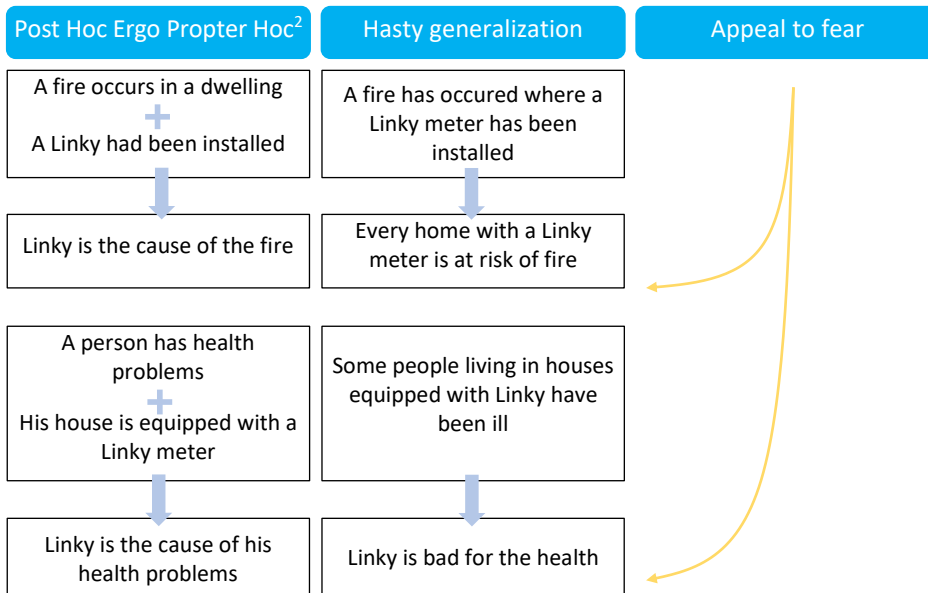 Post Hoc Ergo Propter Hoc²
Hasty generalization
Appeal to fear
A fire occurs in a dwelling
+
A Linky had been installed
A fire has occured where a
Linky meter has been
installed
Linky is the cause of the fire
Every home with a Linky
meter is at risk of fire
A person has health
problems
+
His house is equipped with a
Linky meter
Some people living in houses
equipped with Linky have
been ill
Linky is the cause of his
health problems
Linky is bad for the health